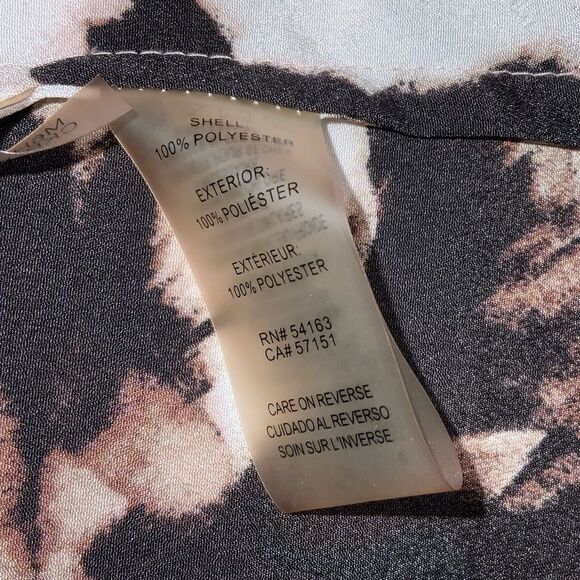 SHELL:
100% POLYESTER
EXTERIOR:
100% POLIÉSTER
EXTÉRIEUR:
100% POLYESTER
RN# 54163
CA# 57151
CARE ON REVERSE
CUIDADO AL REVERSO
SOIN SUR L'INVERSE